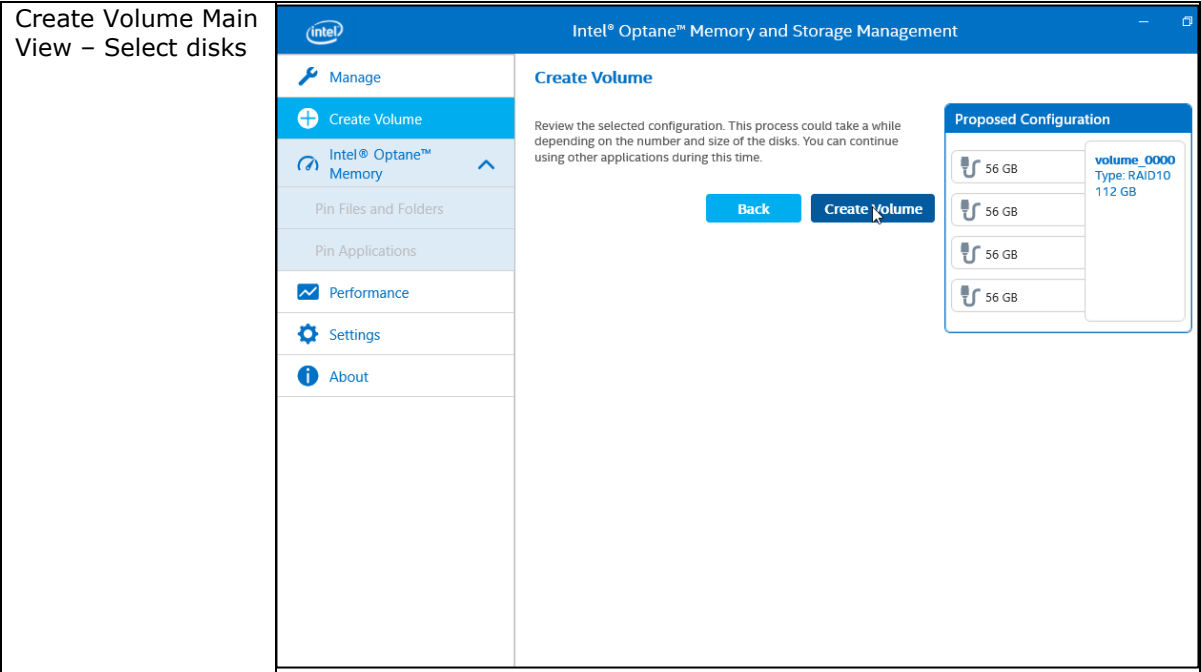 Create Volume Main
View – Select disks
intel
Intel® Optane™ Memory and Storage Management
Manage
Create Volume
Intel® Optane™
Memory
Pin Files and Folders
Pin Applications
Performance
Settings
About
Create Volume
Review the selected configuration. This process could take a while
depending on the number and size of the disks. You can continue
using other applications during this time.
Back
Create Volume
Proposed Configuration
56 GB
56 GB
56 GB
56 GB
volume_0000
Type: RAID10
112 GB